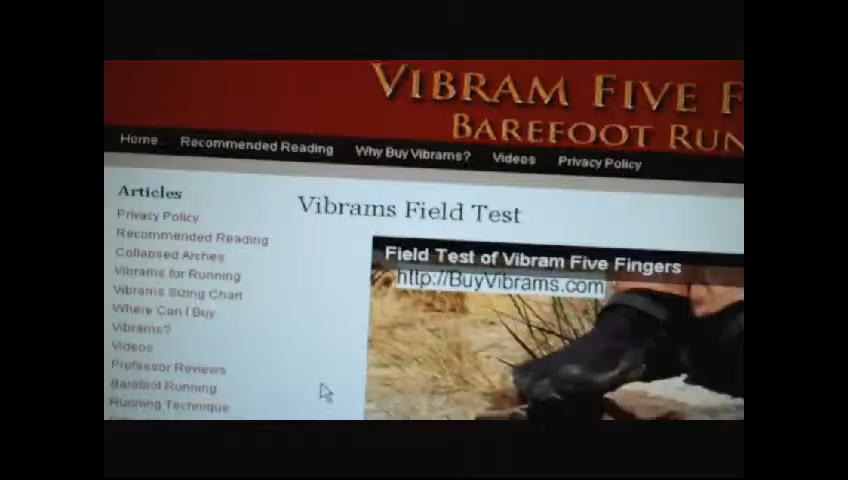 VIBRAM FIVE F
BAREFOOT RUN
Home Recommended Reading Why Buy Vibrams? Videos Privacy Policy
Articles
Privacy Policy
Recommended Reading
Collapsed Arches
Vibrams for Running
Vibrams Sizing Chart
Where Can I Buy
Vibrams?
Videos
Professor Reviews
Barefoot Running
Running Technique
Vibrams Field Test
Field Test of Vibram Five Fingers
http://BuyVibrams.com